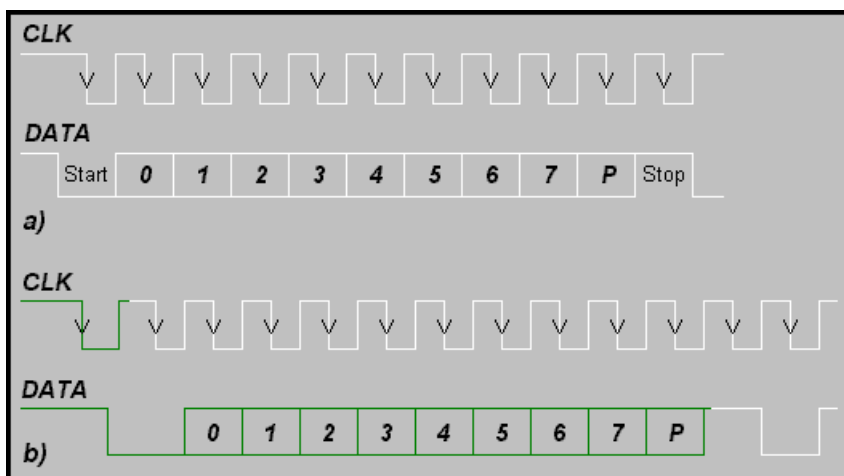 CLK
V V V V V V V V V V V
DATA
Start 0 1 2 3 4 5 6 7 P Stop
a)
CLK
V V V V V V V V V V V V
DATA
0 1 2 3 4 5 6 7 P
b)